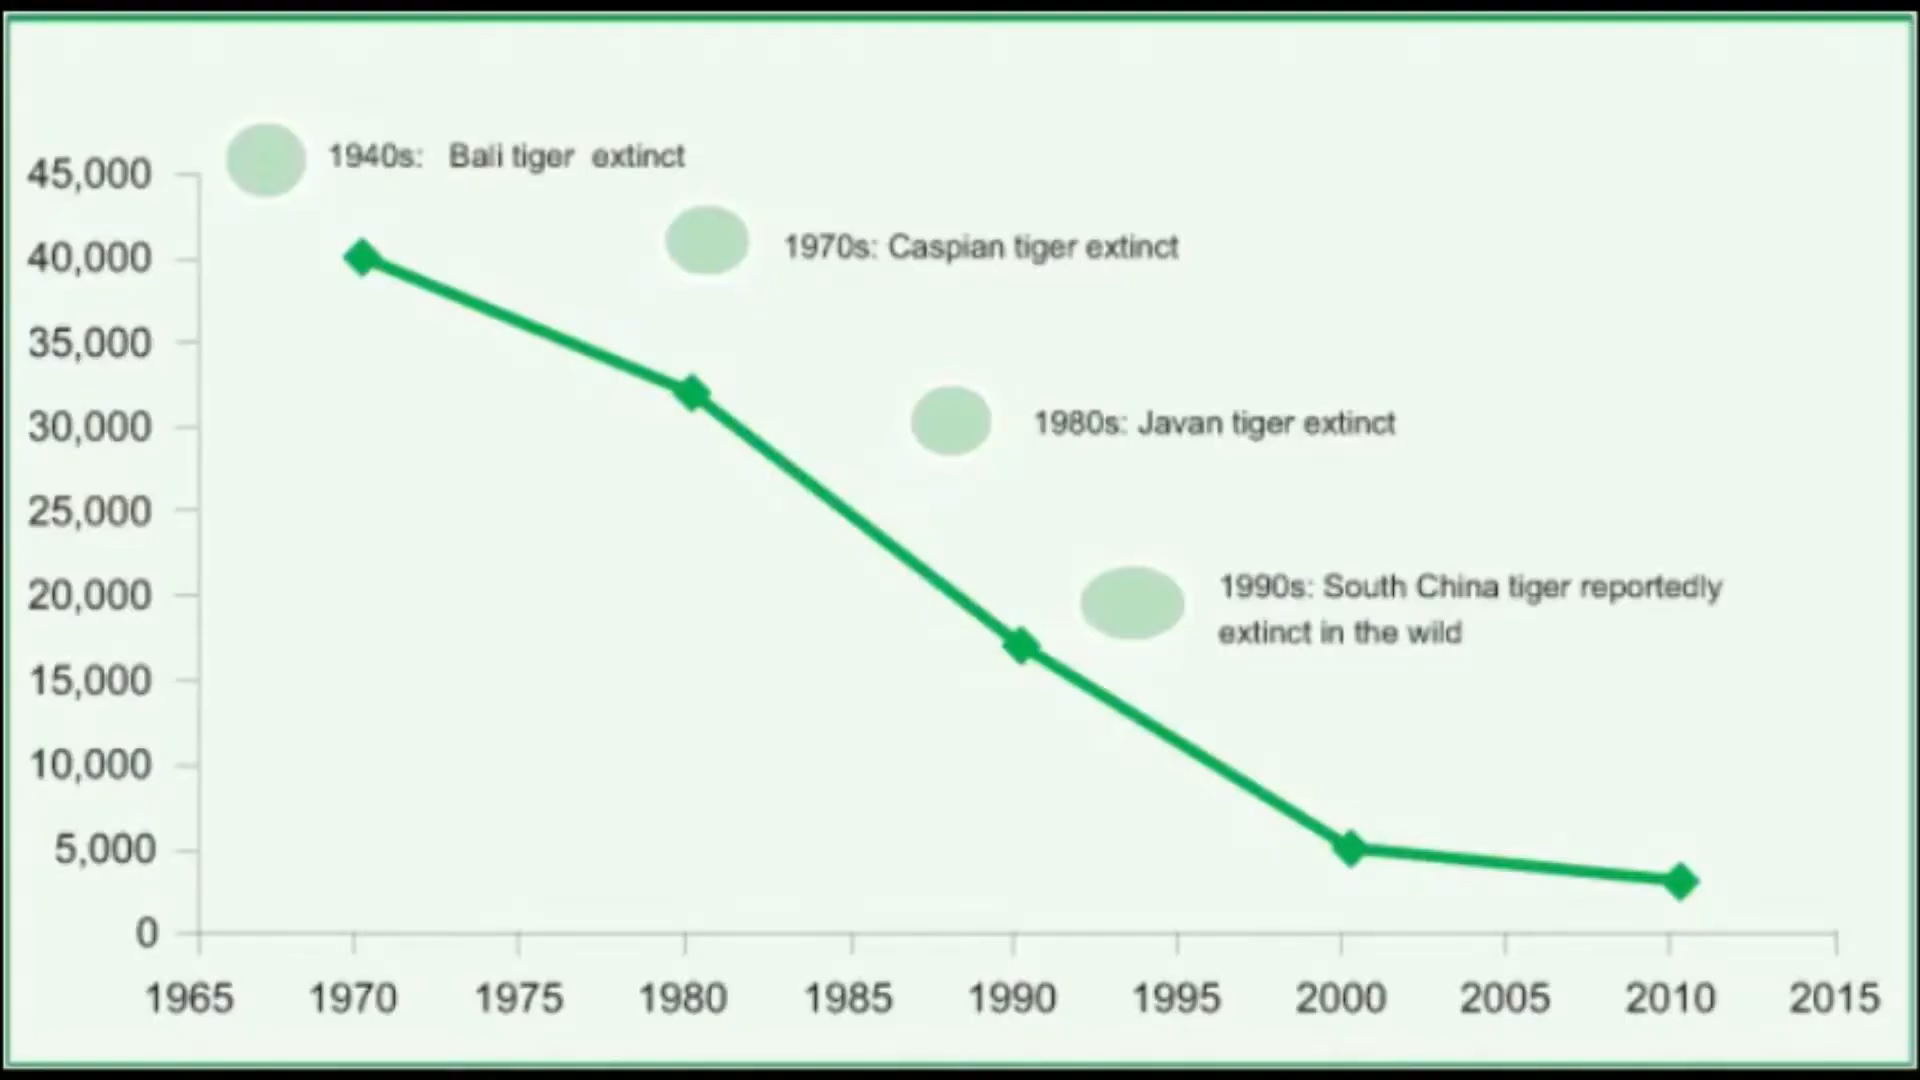 45,000
1940s: Bali tiger extinct
40,000
1970s: Caspian tiger extinct
35,000
30,000
1980s: Javan tiger extinct
25,000
20,000
1990s: South China tiger reportedly
extinct in the wild
15,000
10,000
5,000
0
1965 1970 1975 1980 1985 1990 1995 2000 2005 2010 2015